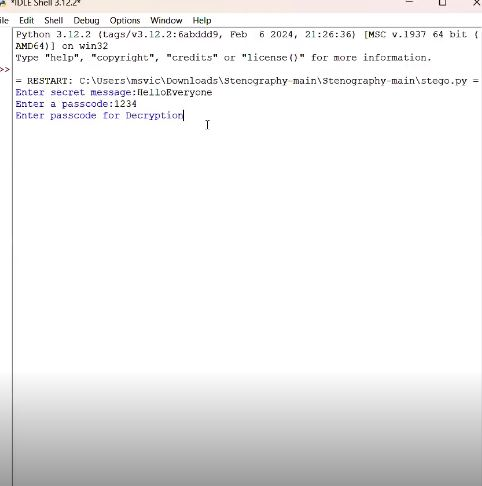 *IDLE Shell 3.12.2*
File Edit Shell Debug Options Window Help
Python 3.12.2 (tags/v3.12.2:6abddd9, Feb  6 2024, 21:26:36) [MSC v.1937 64 bit (
AMD64)] on win32
Type "help", "copyright", "credits" or "license()" for more information.
>>
= RESTART: C:\Users\msvic\Downloads\Stenography-main\Stenography-main\stego.py =
Enter secret message:HelloEveryone
Enter a passcode:1234
Enter passcode for Decryption